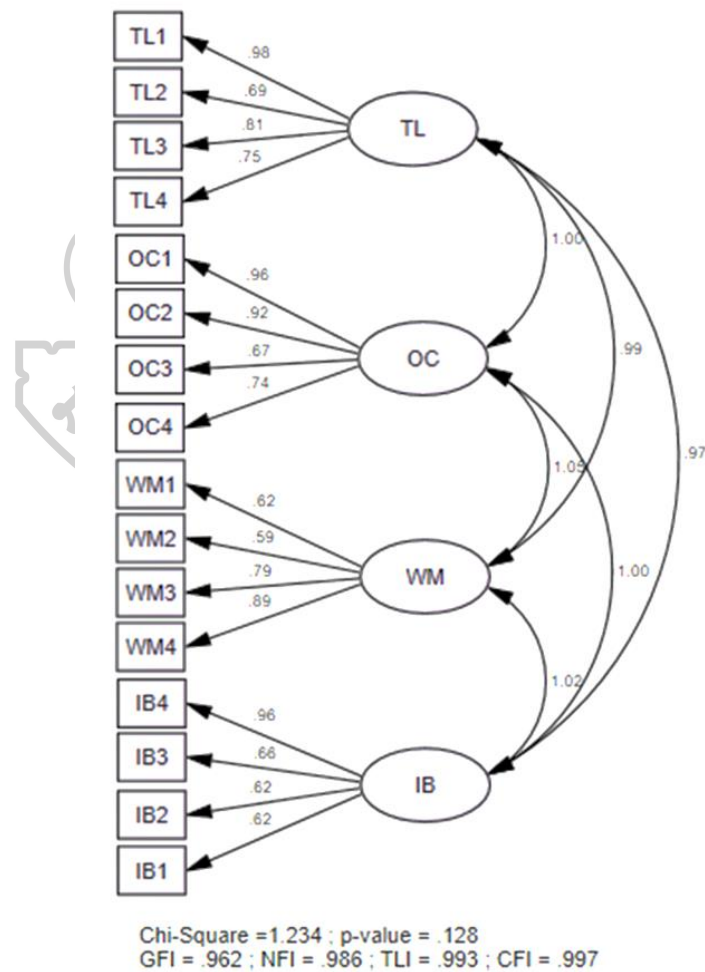 TL1
.98
TL2
.69
TL
TL3
.81
TL4
.75
1.00
OC1
.96
OC2
.92
OC
.99
OC3
.67
OC4
.74
.97
WM1
.62
1.05
WM2
.59
WM
WM3
.79
1.00
WM4
.89
IB4
.96
1.02
IB3
.66
IB
IB2
.62
IB1
.62
Chi-Square =1.234 ; p-value = .128
GFI = .962 ; NFI = .986 ; TLI = .993 ; CFI = .997